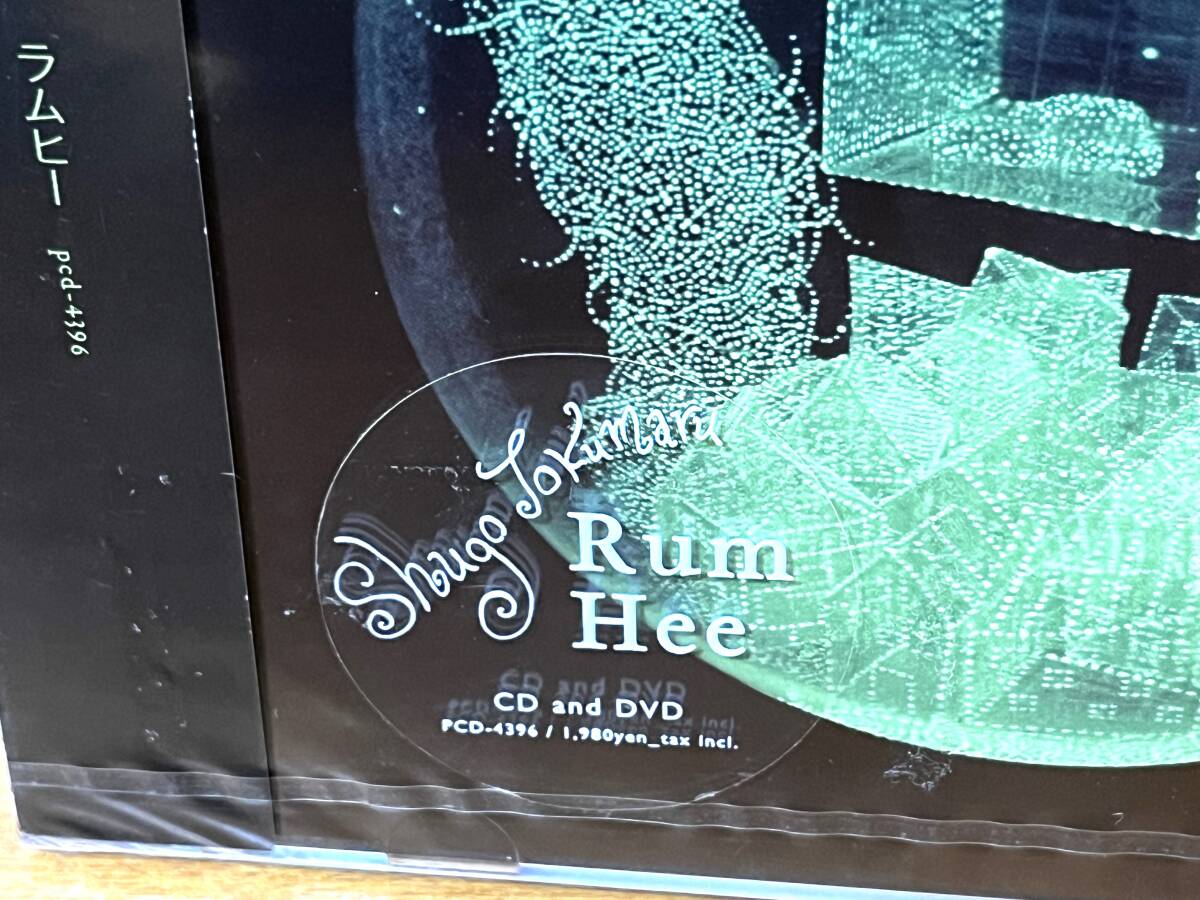 ラムヒー pcd-4396
Shugo Tokumaru
Rum
Hee
CD and DVD
PCD-4396 / 1,980yen_tax incl.